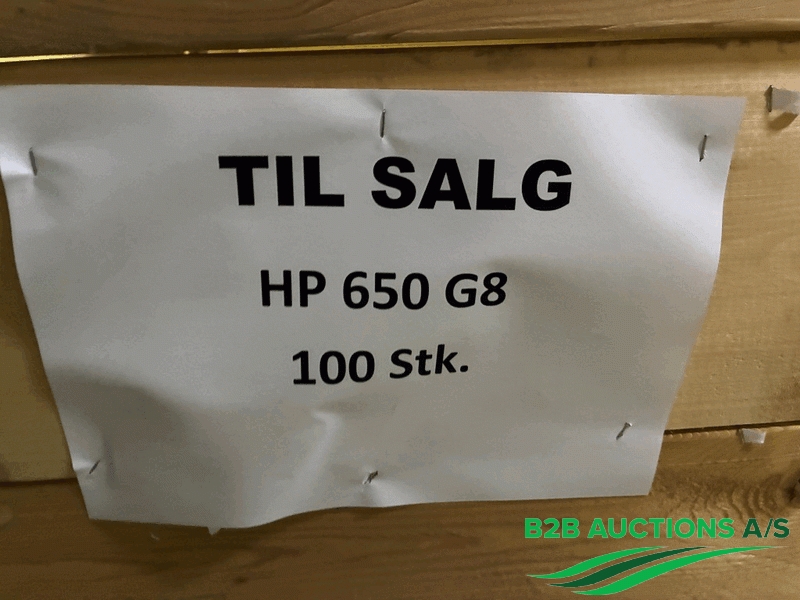 TIL SALG
HP 650 G8
100 Stk.
B2B AUCTIONS A/S